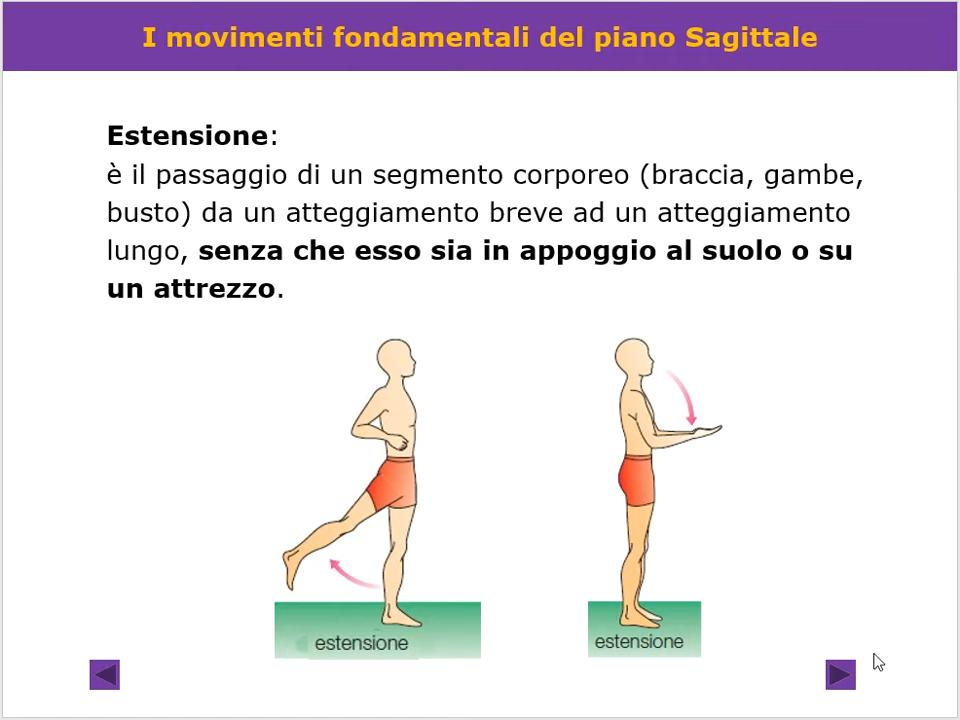 I movimenti fondamentali del piano Sagittale
Estensione:
è il passaggio di un segmento corporeo (braccia, gambe,
busto) da un atteggiamento breve ad un atteggiamento
lungo, senza che esso sia in appoggio al suolo o su
un attrezzo.
estensione
estensione